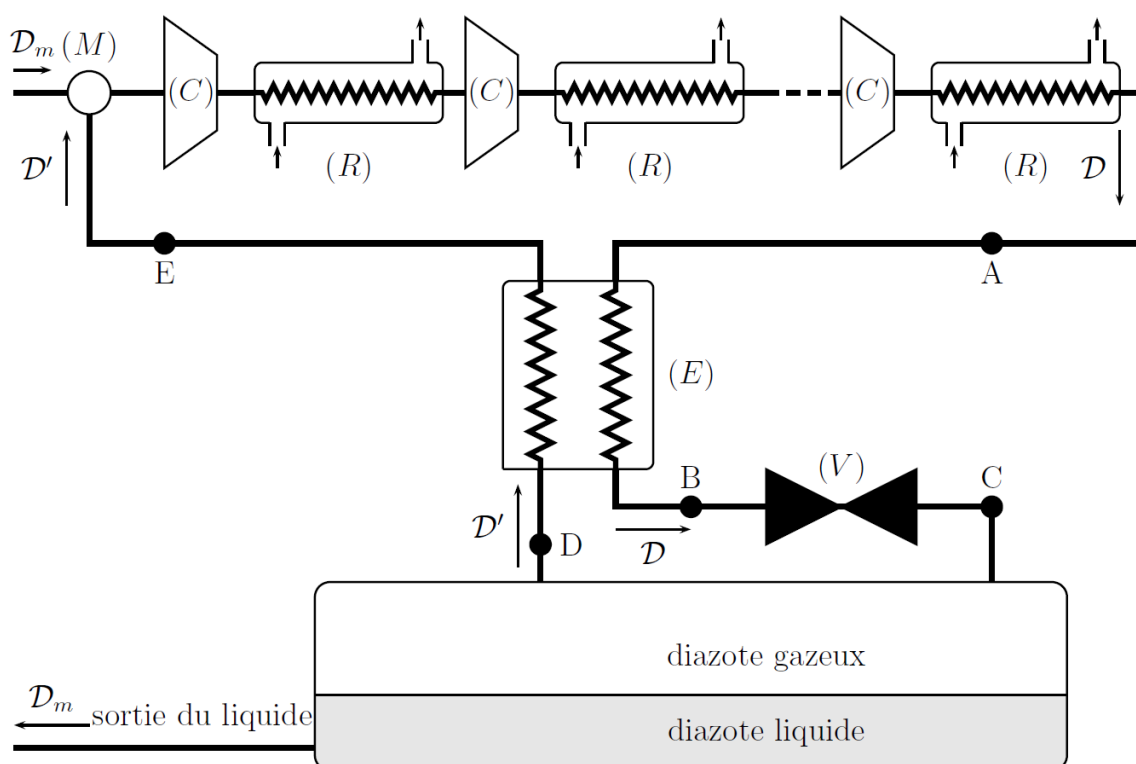 𝒟ₘ (M)
(C)
(C)
(C)
(R)
(R)
(R)
𝒟′
𝒟
E
A
(E)
B
(V)
C
𝒟′
D
𝒟
diazote gazeux
𝒟ₘ
sortie du liquide
diazote liquide